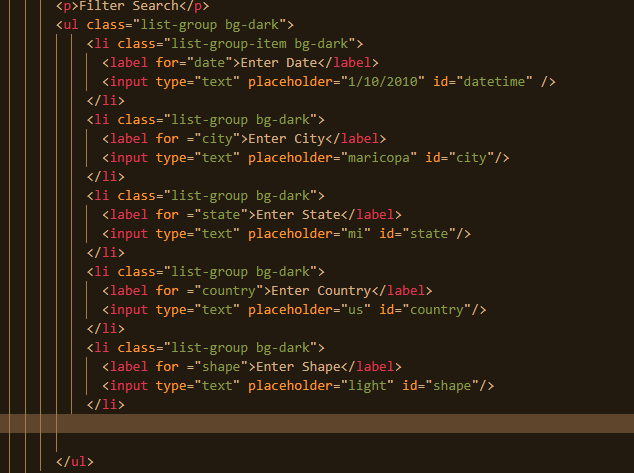 <p>Filter Search</p>
<ul class="list-group bg-dark">
<li class="list-group-item bg-dark">
<label for="date">Enter Date</label>
<input type="text" placeholder="1/10/2010" id="datetime" />
</li>
<li class="list-group bg-dark">
<label for ="city">Enter City</label>
<input type="text" placeholder="maricopa" id="city"/>
</li>
<li class="list-group bg-dark">
<label for ="state">Enter State</label>
<input type="text" placeholder="mi" id="state"/>
</li>
<li class="list-group bg-dark">
<label for ="country">Enter Country</label>
<input type="text" placeholder="us" id="country"/>
</li>
<li class="list-group bg-dark">
<label for ="shape">Enter Shape</label>
<input type="text" placeholder="light" id="shape"/>
</li>
</ul>